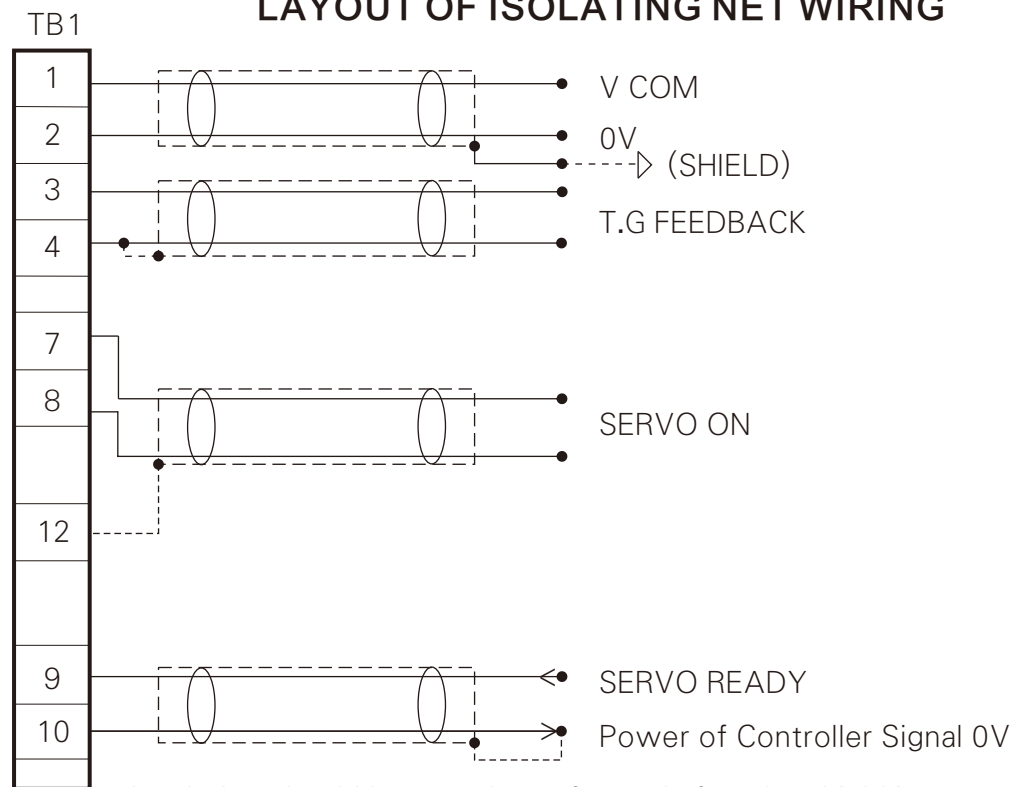 LAYOUT OF ISOLATING NET WIRING
TB1
1
V COM
2
0V
(SHIELD)
3
T.G FEEDBACK
4
7
8
SERVO ON
12
9
SERVO READY
10
Power of Controller Signal 0V